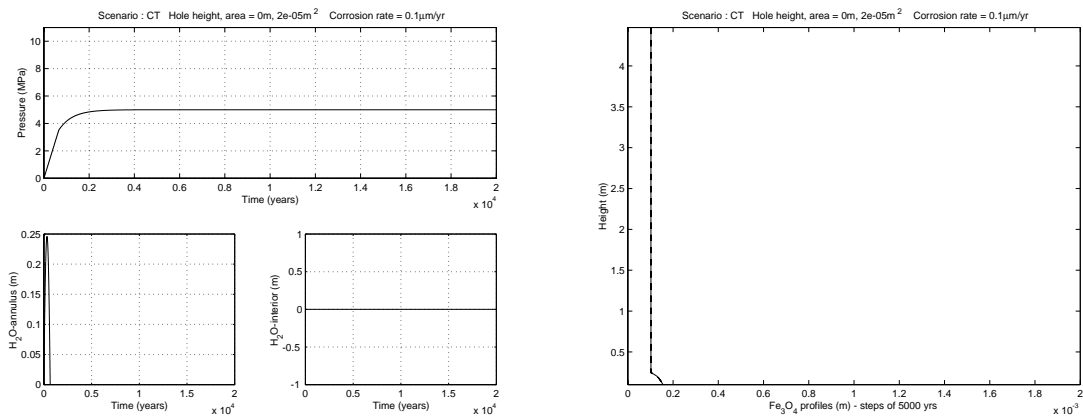 Scenario : CT Hole height, area = 0m, 2e-05m² Corrosion rate = 0.1μm/yr
Pressure (MPa)
10
8
6
4
2
0
0 0.2 0.4 0.6 0.8 1 1.2 1.4 1.6 1.8 2
Time (years)
x 10⁴
H₂O-annulus (m)
0.25
0.2
0.15
0.1
0.05
0
0 0.5 1 1.5 2
Time (years)
x 10⁴
H₂O-interior (m)
1
0.5
0
-0.5
-1
0 0.5 1 1.5 2
Time (years)
x 10⁴
Scenario : CT Hole height, area = 0m, 2e-05m² Corrosion rate = 0.1μm/yr
Height (m)
4.5
4
3.5
3
2.5
2
1.5
1
0.5
0 0.2 0.4 0.6 0.8 1 1.2 1.4 1.6 1.8 2
Fe₃O₄ profiles (m) - steps of 5000 yrs
x 10⁻³